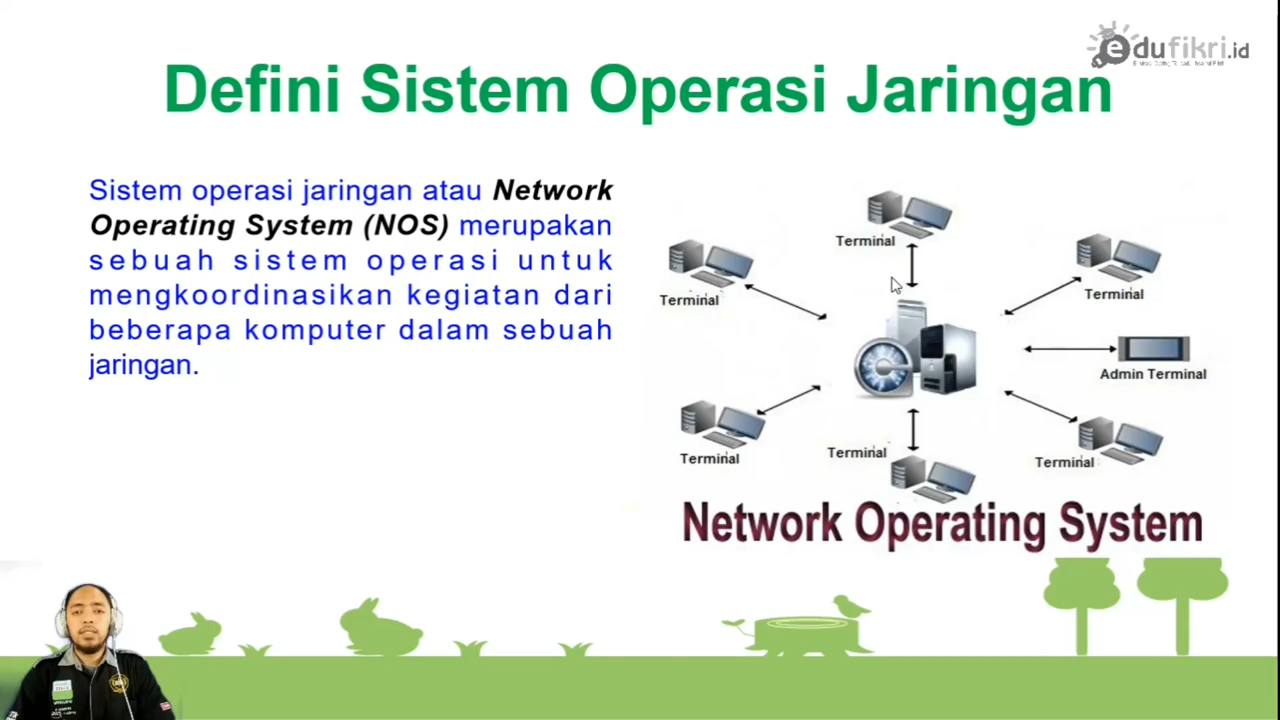 edufikri.id
Defini Sistem Operasi Jaringan
Sistem operasi jaringan atau Network
Operating System (NOS) merupakan
sebuah sistem operasi untuk
mengkoordinasikan kegiatan dari
beberapa komputer dalam sebuah
jaringan.
Terminal
Terminal
Terminal
Admin Terminal
Terminal
Terminal
Terminal
Network Operating System